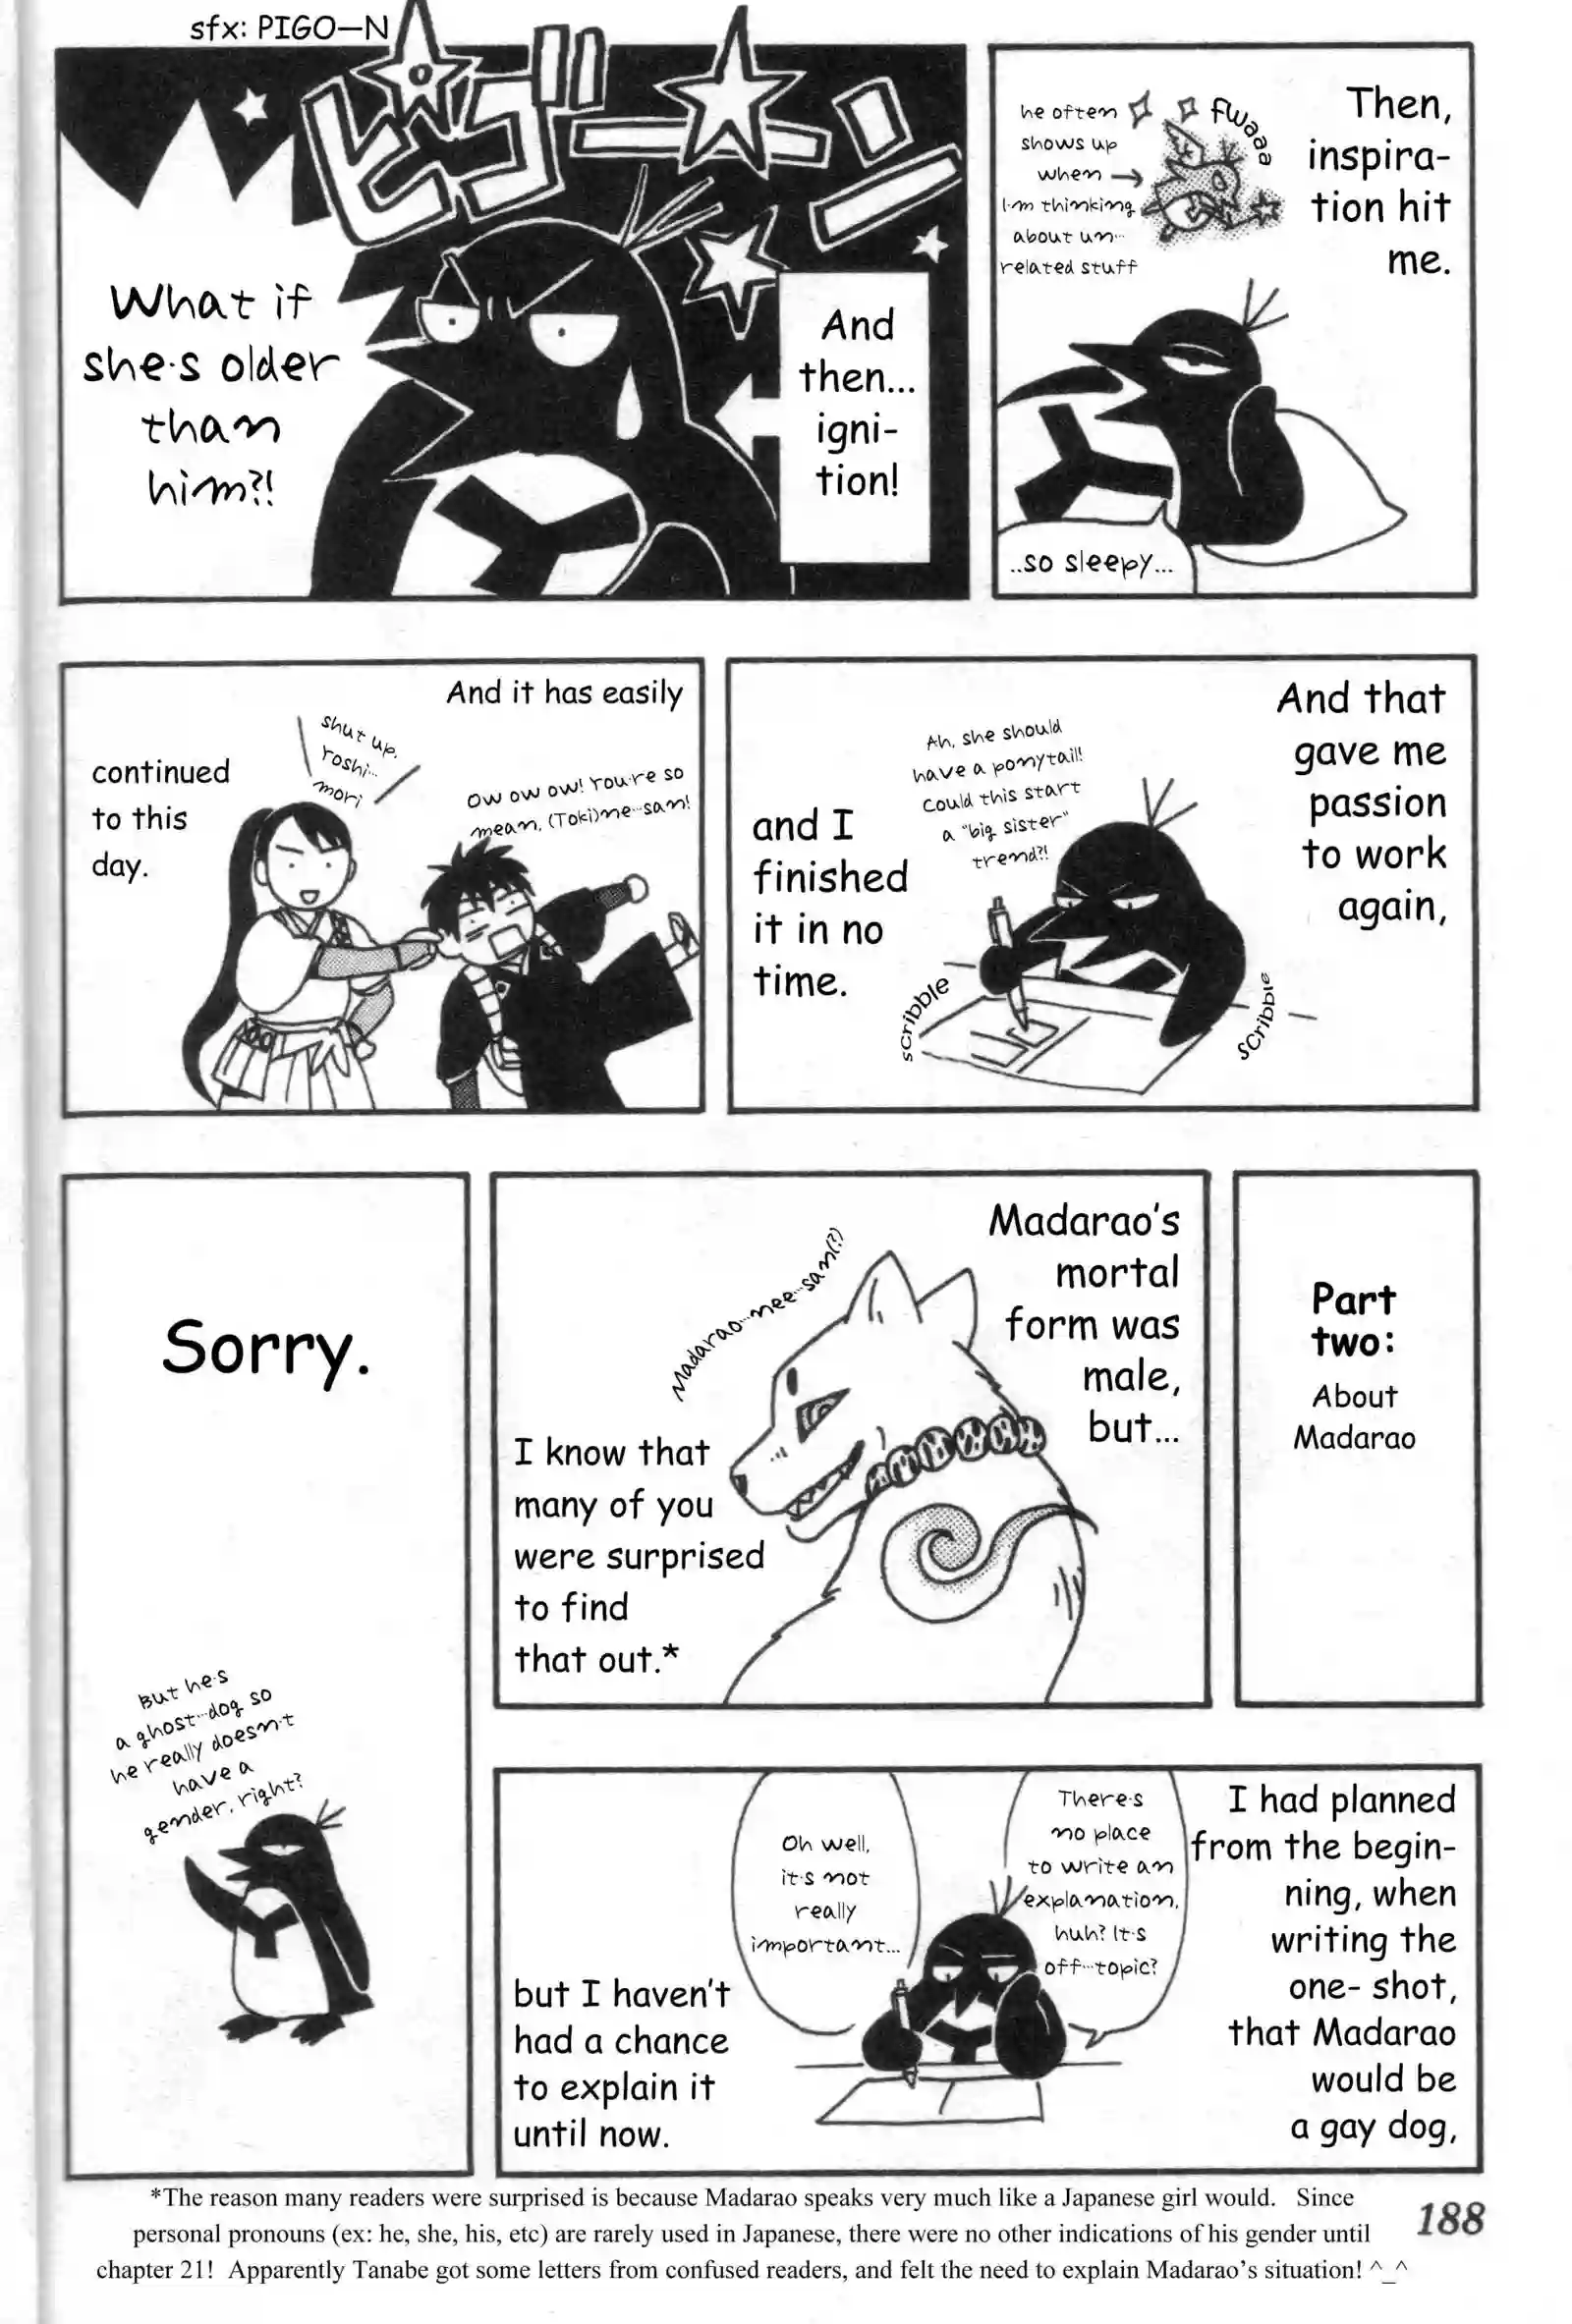 Then,
inspira-
tion hit
me.
he often
shows up
when →
I·m thinking
about un-
related stuff
fwaaa
..so sleepy...
sfx: PIGO—N
ピゴーン
And
then...
igni-
tion!
What if
she·s older
than
him?!
And that
gave me
passion
to work
again,
Ah, she should
have a ponytail!
Could this start
a "big sister"
trend?!
scribble
scribble
and I
finished
it in no
time.
And it has easily
Ow ow ow! You·re so
mean, (Toki)ne-san!
shut up,
Yoshi-
mori
continued
to this
day.
Part
two:
About
Madarao
Madarao's
mortal
form was
male,
but...
Madarao-nee-san(?)
I know that
many of you
were surprised
to find
that out.*
I had planned
from the begin-
ning, when
writing the
one- shot,
that Madarao
would be
a gay dog,
There·s
no place
to write an
explanation,
huh? It·s
off-topic?
Oh well,
it·s not
really
important...
but I haven't
had a chance
to explain it
until now.
Sorry.
But he·s
a ghost-dog so
he really doesn·t
have a
gender, right?
*The reason many readers were surprised is because Madarao speaks very much like a Japanese girl would. Since
personal pronouns (ex: he, she, his, etc) are rarely used in Japanese, there were no other indications of his gender until
chapter 21! Apparently Tanabe got some letters from confused readers, and felt the need to explain Madarao's situation! ^_^
188